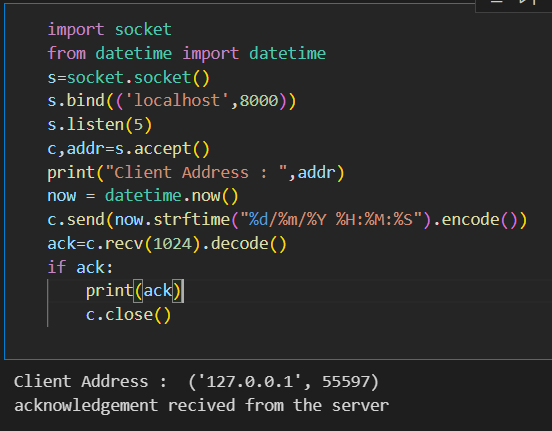 import socket
from datetime import datetime
s=socket.socket()
s.bind(('localhost',8000))
s.listen(5)
c,addr=s.accept()
print("Client Address : ",addr)
now = datetime.now()
c.send(now.strftime("%d/%m/%Y %H:%M:%S").encode())
ack=c.recv(1024).decode()
if ack:
    print(ack)
    c.close()
Client Address :  ('127.0.0.1', 55597)
acknowledgement recived from the server